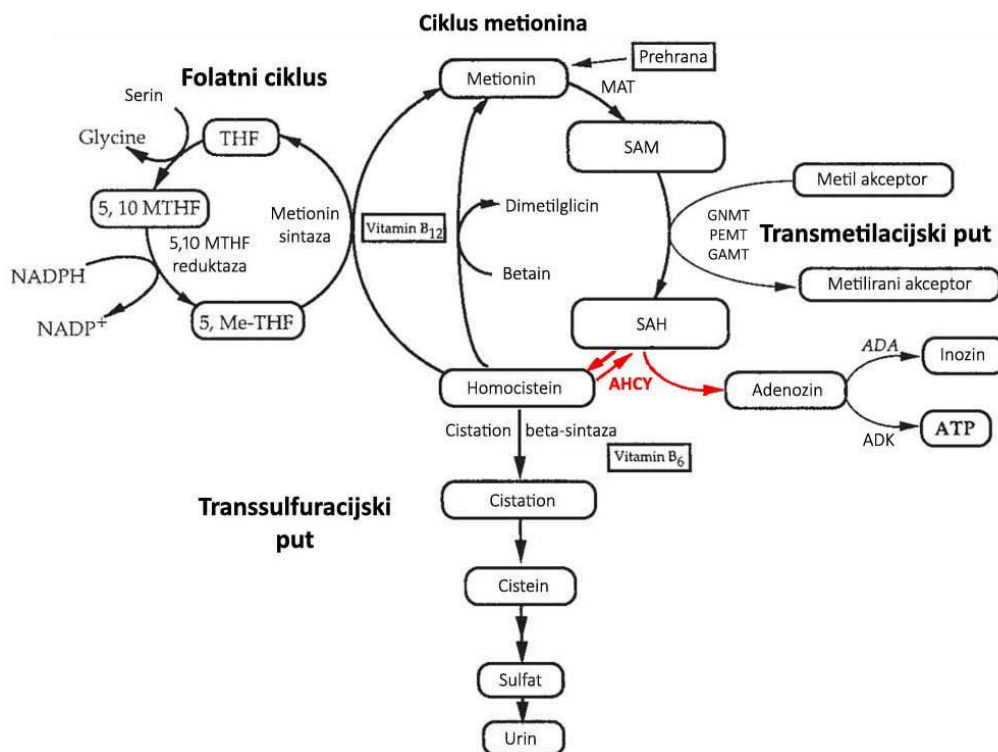 Ciklus metionina
Folatni ciklus
Metionin
Prehrana
MAT
Serin
Glycine
THF
5, 10 MTHF
5,10 MTHF
reduktaza
NADPH
NADP+
5, Me-THF
Metionin
sintaza
Vitamin B12
Dimetilglicin
Betain
SAM
GNMT
PEMT
GAMT
Metil akceptor
Transmetilacijski put
Metilirani akceptor
SAH
AHCY
Homocistein
Adenozin
ADA
Inozin
ADK
ATP
Cistation beta-sintaza
Vitamin B6
Transsulfuracijski
put
Cistation
Cistein
Sulfat
Urin